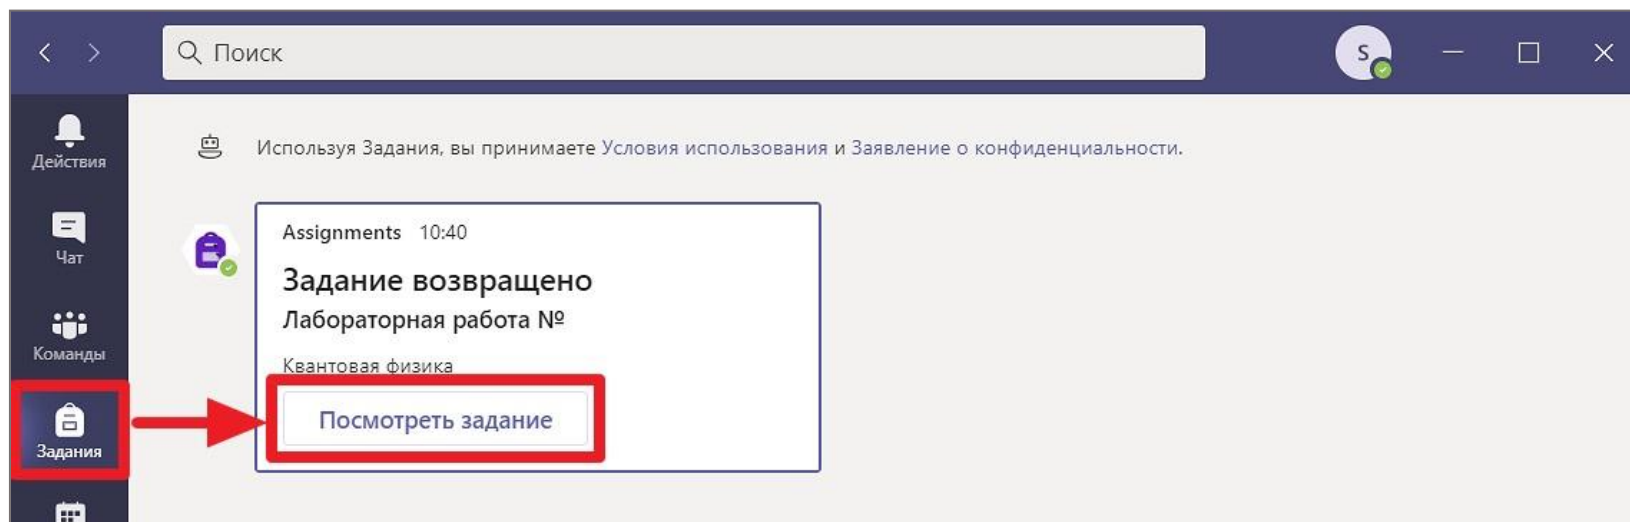 Поиск
S
Действия
Чат
Команды
Задания
Используя Задания, вы принимаете Условия использования и Заявление о конфиденциальности.
Assignments 10:40
Задание возвращено
Лабораторная работа №
Квантовая физика
Посмотреть задание